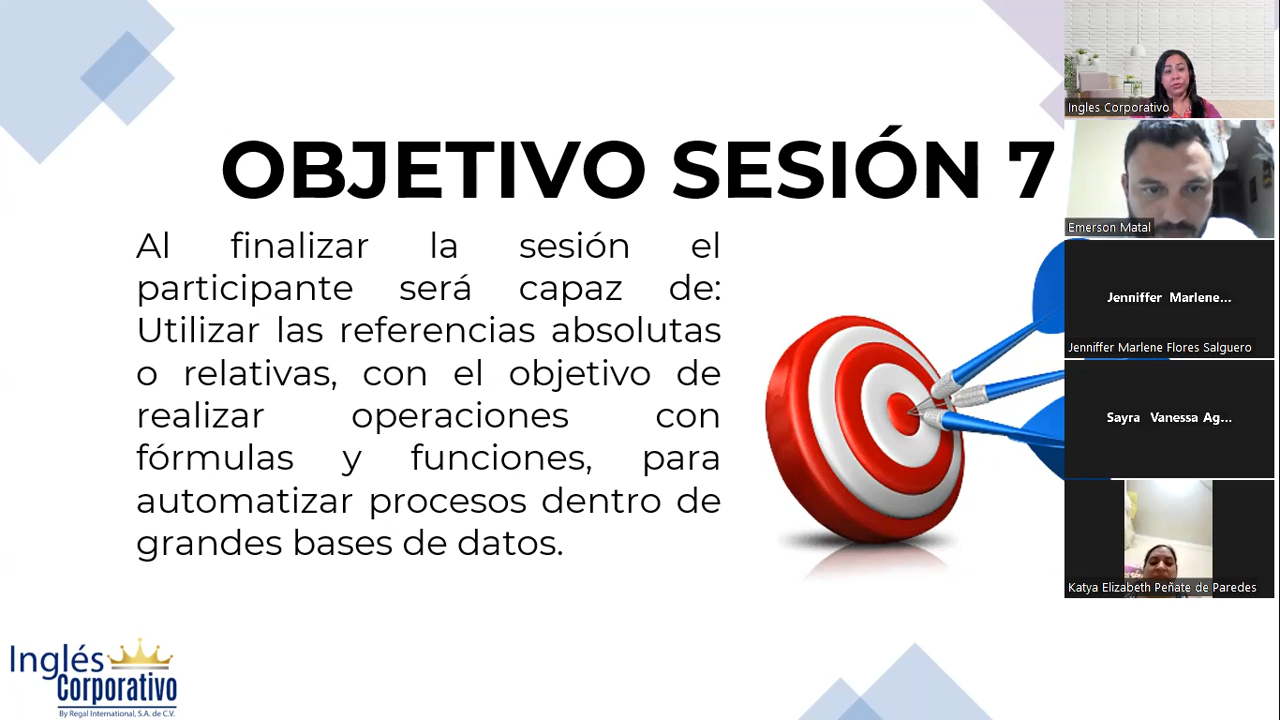 OBJETIVO SESIÓN 7
Al finalizar la sesión el
participante será capaz de:
Utilizar las referencias absolutas
o relativas, con el objetivo de
realizar operaciones con
fórmulas y funciones, para
automatizar procesos dentro de
grandes bases de datos.
Inglés
Corporativo
By Regal International, S.A. de C.V.
Ingles Corporativo
Emerson Matal
Jenniffer Marlene...
Jenniffer Marlene Flores Salguero
Sayra Vanessa Ag...
Katya Elizabeth Peñate de Paredes